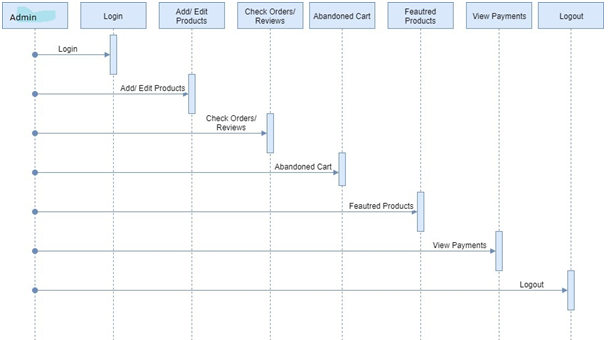 Admin
Login
Add/ Edit
Products
Check Orders/
Reviews
Abandoned Cart
Feautred
Products
View Payments
Logout
Login
Add/ Edit Products
Check Orders/
Reviews
Abandoned Cart
Feautred Products
View Payments
Logout